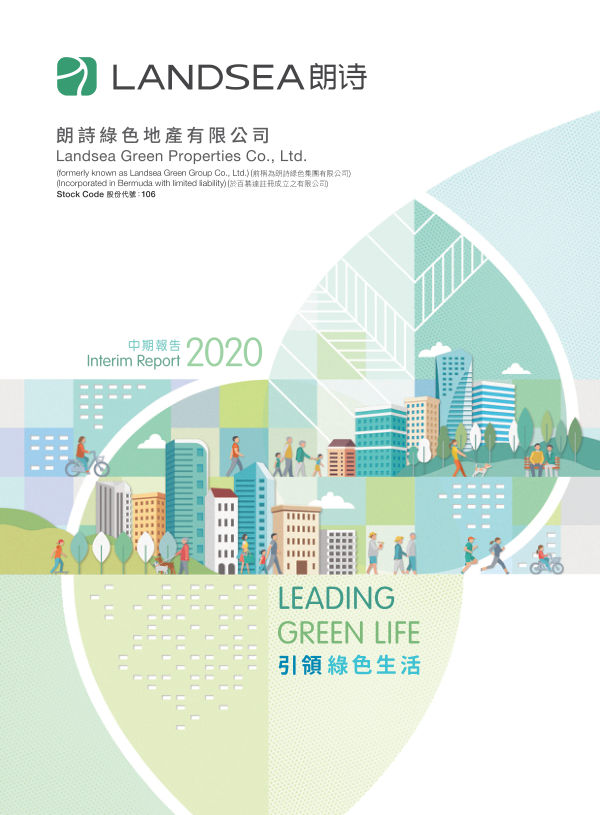 LANDSEA朗诗
朗詩綠色地產有限公司
Landsea Green Properties Co., Ltd.
(formerly known as Landsea Green Group Co., Ltd.) (前稱為朗詩綠色集團有限公司)
(Incorporated in Bermuda with limited liability) (於百慕達註冊成立之有限公司)
Stock Code 股份代號 : 106
中期報告
Interim Report 2020
LEADING
GREEN LIFE
引領綠色生活